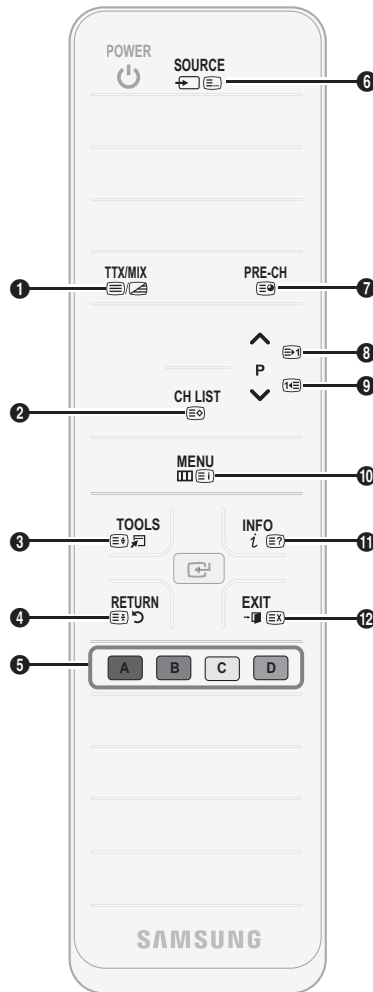 POWER
SOURCE
6
TTX/MIX
PRE-CH
1
7
8
P
9
CH LIST
2
MENU
10
TOOLS
INFO
3
11
RETURN
EXIT
4
12
5
A B C D
SAMSUNG